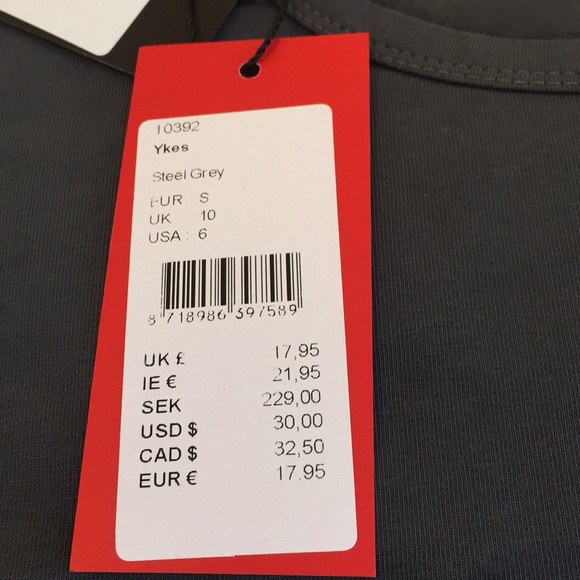 10392
Ykes
Steel Grey
EUR S
UK 10
USA : 6
8 718986 397589
UK £ 17,95
IE € 21,95
SEK 229,00
USD $ 30,00
CAD $ 32,50
EUR € 17,95